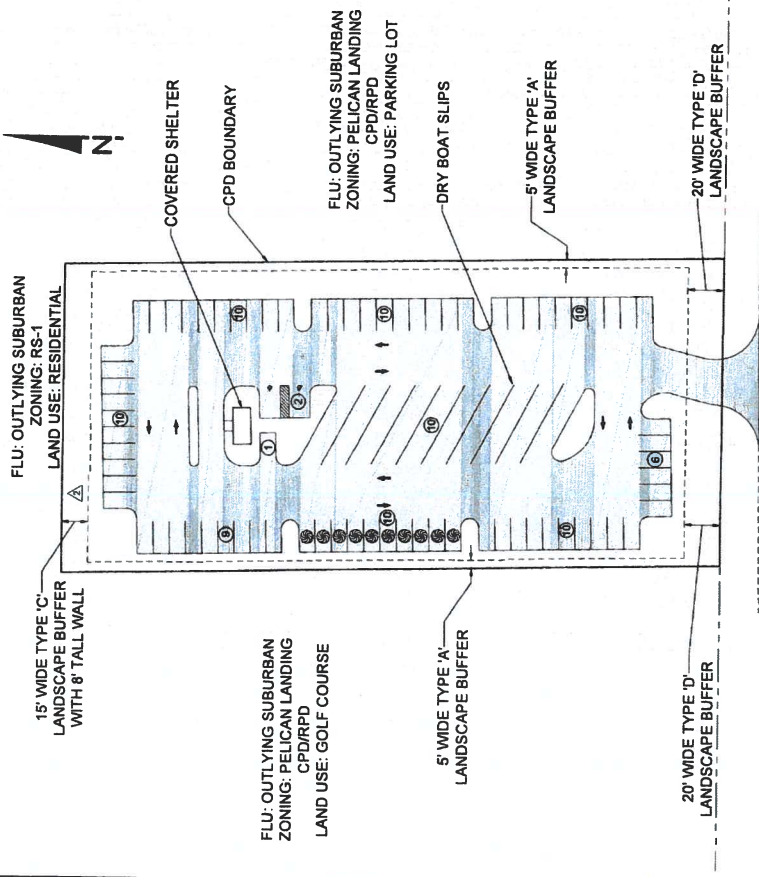 FLU: OUTLYING SUBURBAN
ZONING: RS-1
LAND USE: RESIDENTIAL
N
15' WIDE TYPE 'C'
LANDSCAPE BUFFER
WITH 8' TALL WALL
2
COVERED SHELTER
CPD BOUNDARY
FLU: OUTLYING SUBURBAN
ZONING: PELICAN LANDING
CPD/RPD
LAND USE: PARKING LOT
DRY BOAT SLIPS
5' WIDE TYPE 'A'
LANDSCAPE BUFFER
20' WIDE TYPE 'D'
LANDSCAPE BUFFER
FLU: OUTLYING SUBURBAN
ZONING: PELICAN LANDING
CPD/RPD
LAND USE: GOLF COURSE
5' WIDE TYPE 'A'
LANDSCAPE BUFFER
20' WIDE TYPE 'D'
LANDSCAPE BUFFER
10
10
9
1
2
10
10
10
10
10
6